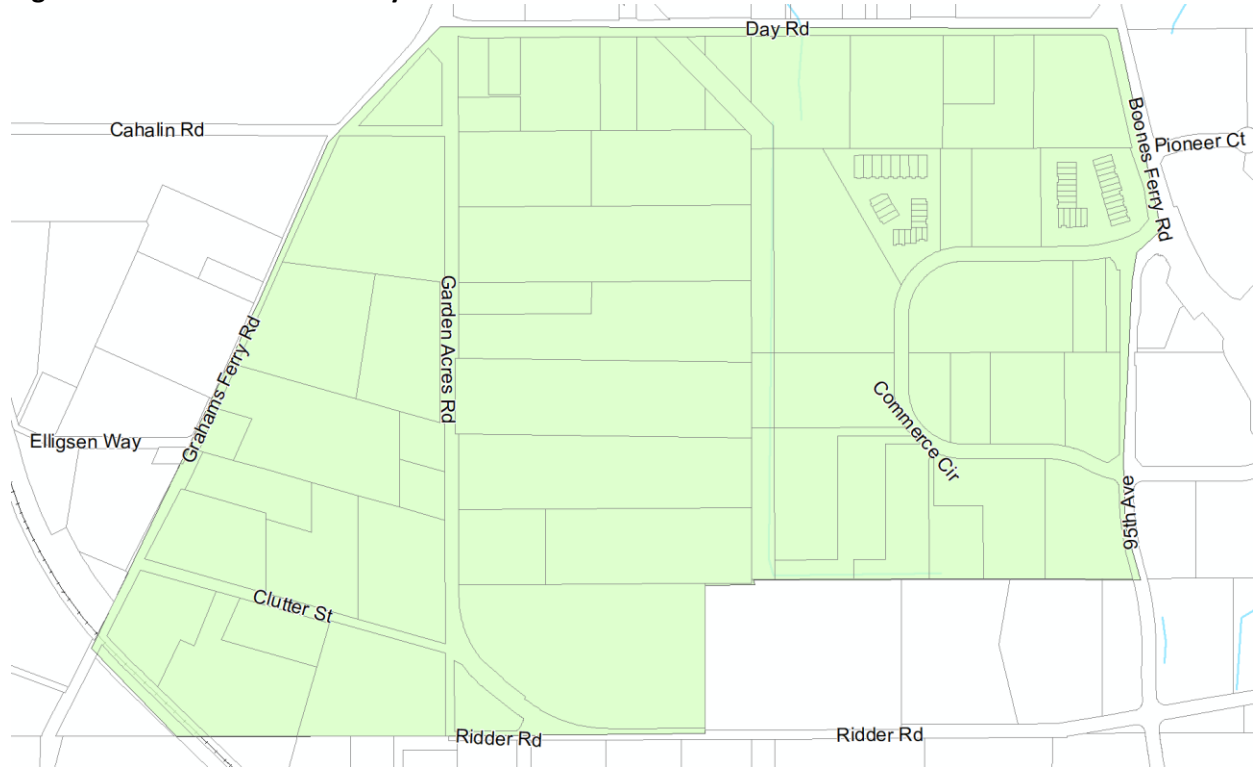 Day Rd
Cahalin Rd
Boones Ferry Rd
Pioneer Ct
Garden Acres Rd
Grahams Ferry Rd
Commerce Cir
Elligsen Way
95th Ave
Clutter St
Ridder Rd
Ridder Rd